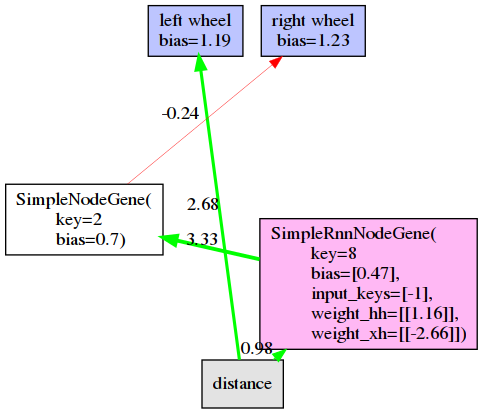 left wheel
bias=1.19
right wheel
bias=1.23
-0.24
SimpleNodeGene(
key=2
bias=0.7)
2.68
3.33
SimpleRnnNodeGene(
key=8
bias=[0.47],
input_keys=[-1],
weight_hh=[[1.16]],
weight_xh=[[-2.66]])
0.98
distance